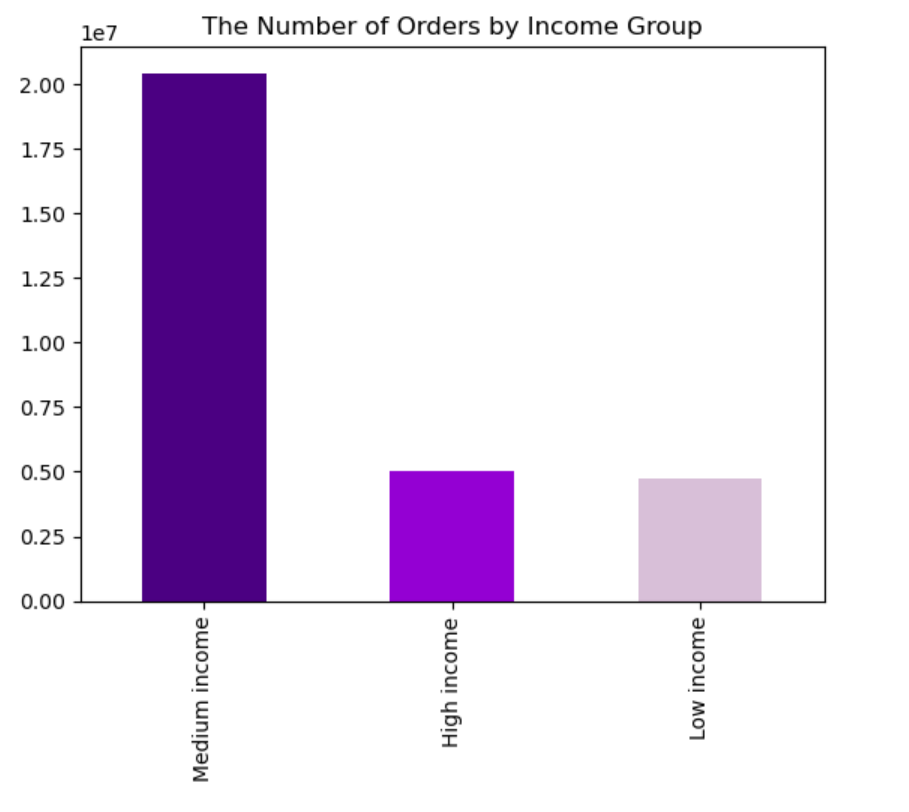 The Number of Orders by Income Group
1e7
2.00
1.75
1.50
1.25
1.00
0.75
0.50
0.25
0.00
Medium income
High income
Low income